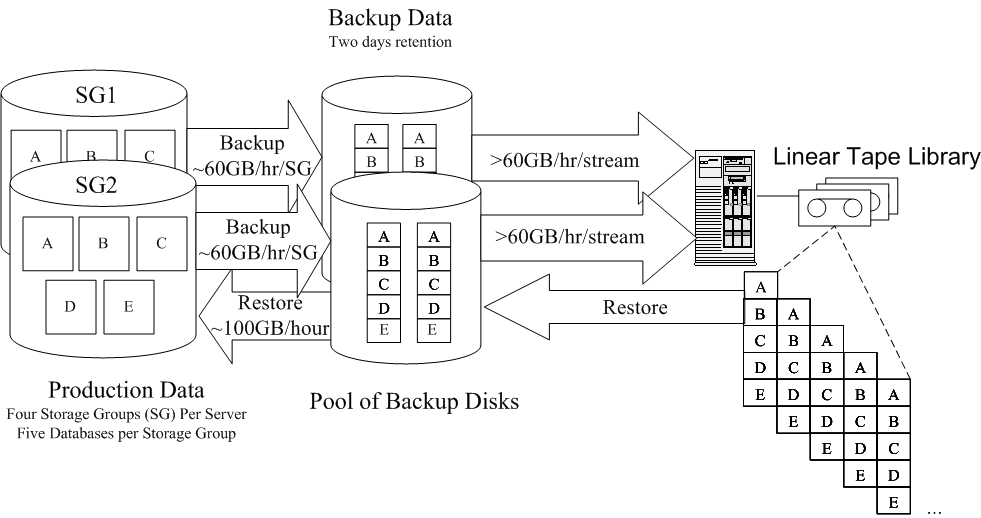 Backup Data
Two days retention
SG1
A B C
SG2
A B C
D E
Backup
~60GB/hr/SG
Backup
~60GB/hr/SG
Restore
~100GB/hour
A A
B B
A A
B B
C C
D D
E E
>60GB/hr/stream
>60GB/hr/stream
Restore
Linear Tape Library
A
B A
C B A
D C B A
E D C B A
E D C B
E D C
E D
E ...
Production Data
Four Storage Groups (SG) Per Server
Five Databases per Storage Group
Pool of Backup Disks